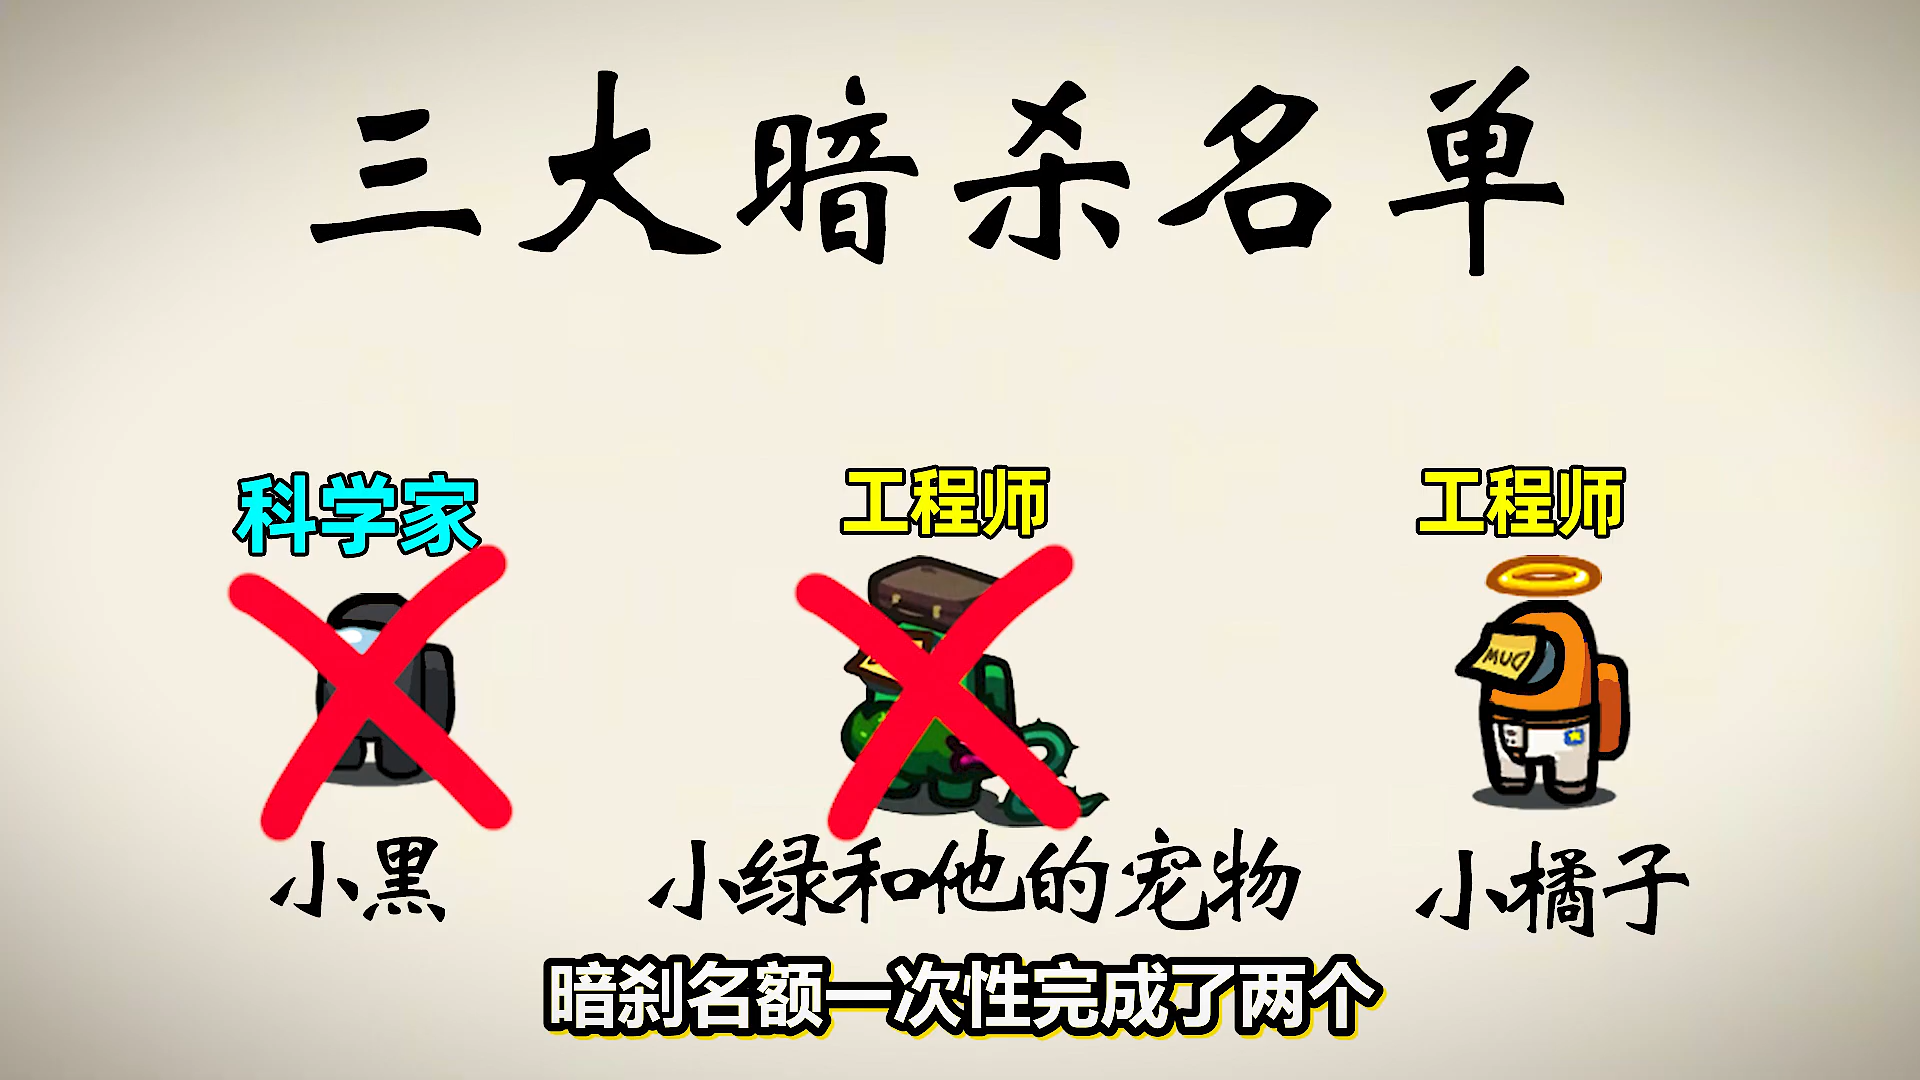 三大暗杀名单
科学家 工程师 工程师
小黑 小绿和他的宠物 小橘子
暗刹名额一次性完成了两个